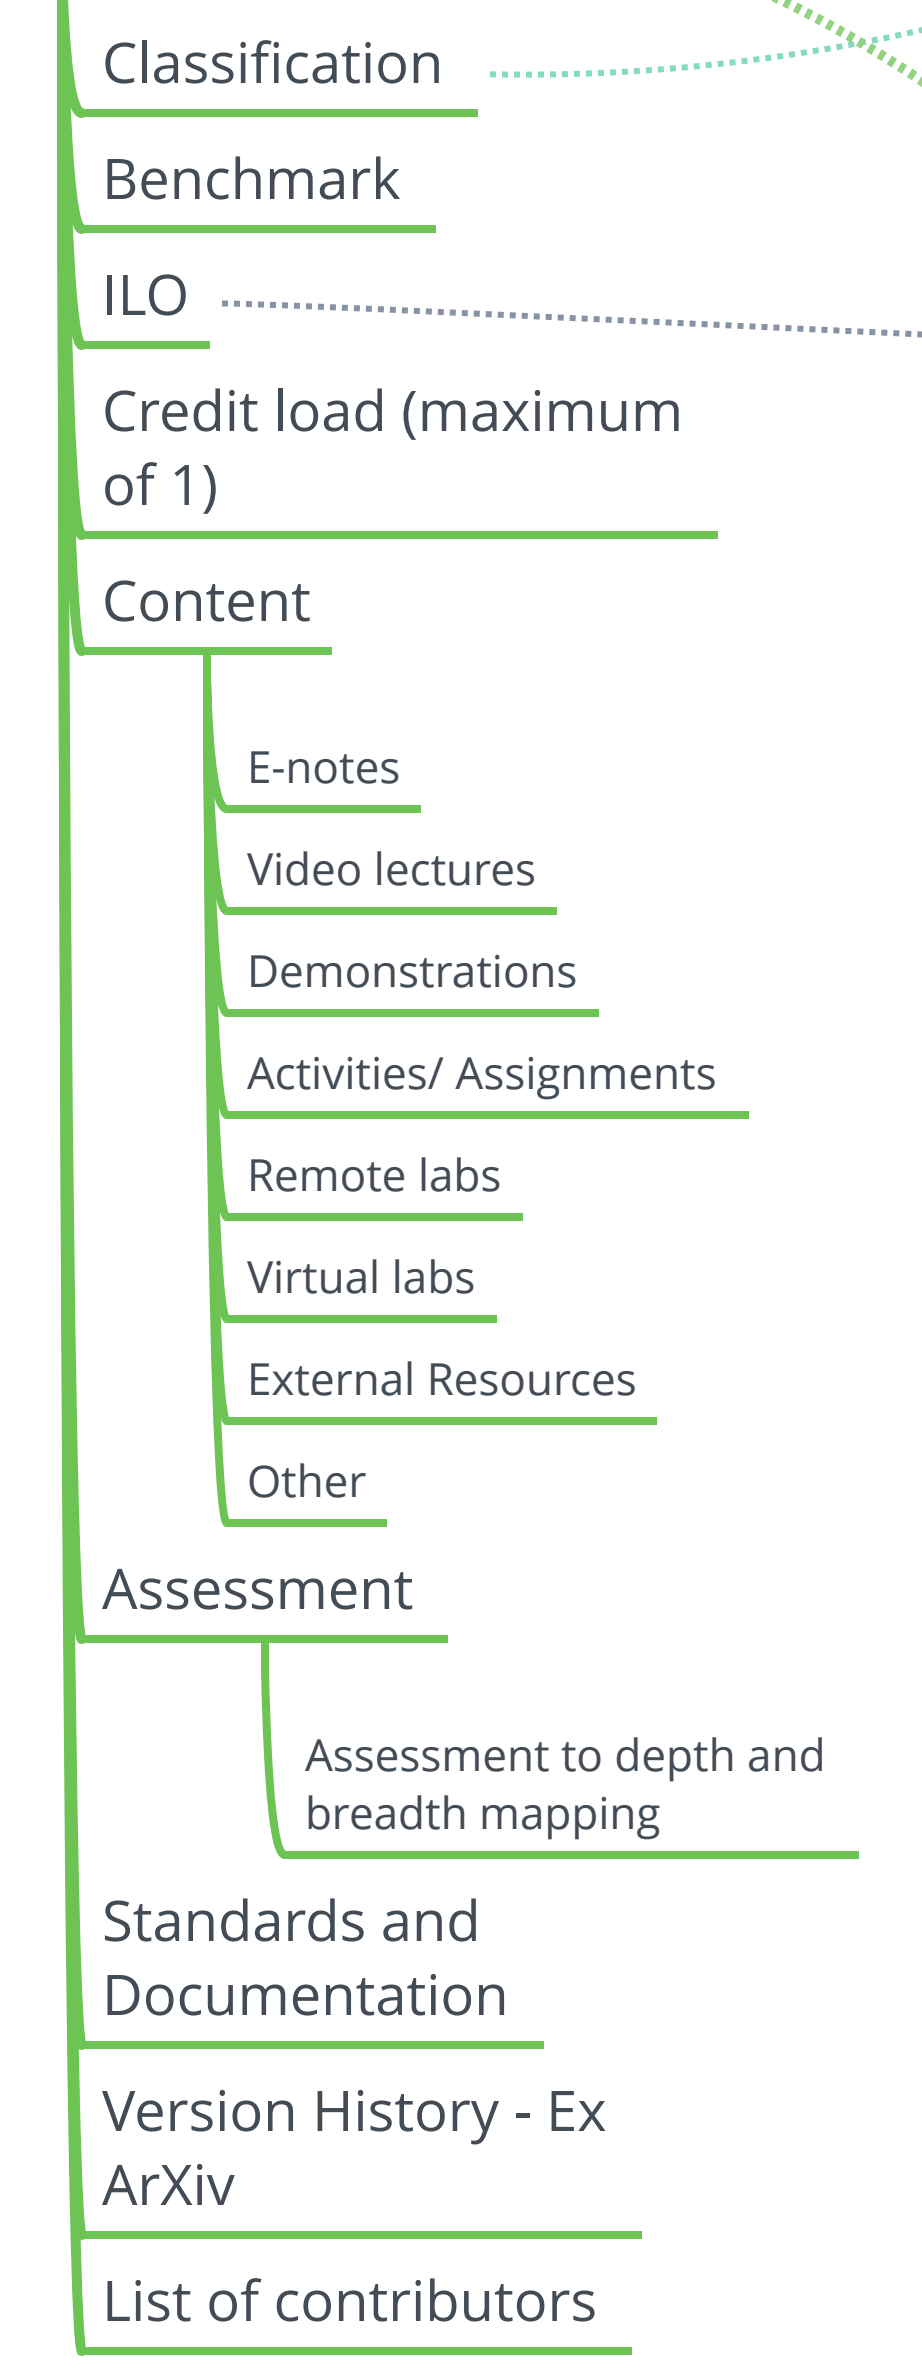 Classification
Benchmark
ILO
Credit load (maximum
of 1)
Content
E-notes
Video lectures
Demonstrations
Activities/ Assignments
Remote labs
Virtual labs
External Resources
Other
Assessment
Assessment to depth and
breadth mapping
Standards and
Documentation
Version History - Ex
ArXiv
List of contributors